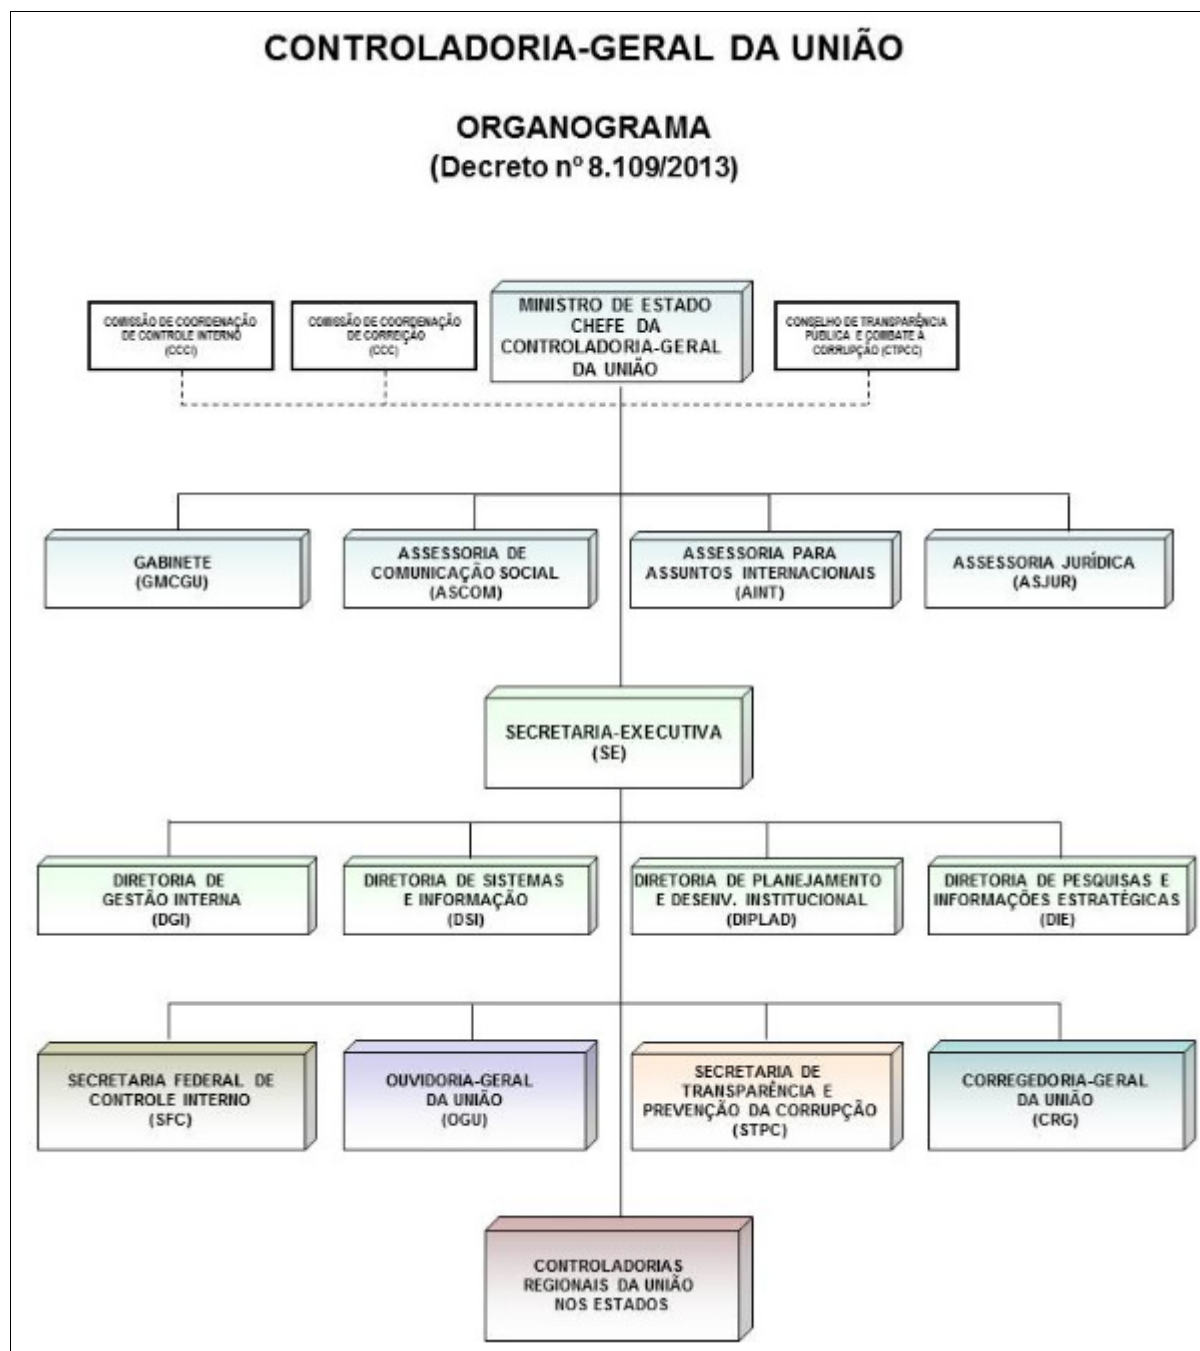 CONTROLADORIA-GERAL DA UNIÃO
ORGANOGRAMA
(Decreto nº 8.109/2013)
COMISSÃO DE COORDENAÇÃO
DE CONTROLE INTERNO
(CCCI)
COMISSÃO DE COORDENAÇÃO
DE CORREIÇÃO
(CCC)
MINISTRO DE ESTADO
CHEFE DA
CONTROLADORIA-GERAL
DA UNIÃO
CONSELHO DE TRANSPARÊNCIA
PÚBLICA E COMBATE À
CORRUPÇÃO (CTPCC)
GABINETE
(GMCGU)
ASSESSORIA DE
COMUNICAÇÃO SOCIAL
(ASCOM)
ASSESSORIA PARA
ASSUNTOS INTERNACIONAIS
(AINT)
ASSESSORIA JURÍDICA
(ASJUR)
SECRETARIA-EXECUTIVA
(SE)
DIRETORIA DE
GESTÃO INTERNA
(DGI)
DIRETORIA DE SISTEMAS
E INFORMAÇÃO
(DSI)
DIRETORIA DE PLANEJAMENTO
E DESENV. INSTITUCIONAL
(DIPLAD)
DIRETORIA DE PESQUISAS E
INFORMAÇÕES ESTRATÉGICAS
(DIE)
SECRETARIA FEDERAL DE
CONTROLE INTERNO
(SFC)
OUVIDORIA-GERAL
DA UNIÃO
(OGU)
SECRETARIA DE
TRANSPARÊNCIA E
PREVENÇÃO DA CORRUPÇÃO
(STPC)
CORREGEDORIA-GERAL
DA UNIÃO
(CRG)
CONTROLADORIAS
REGIONAIS DA UNIÃO
NOS ESTADOS